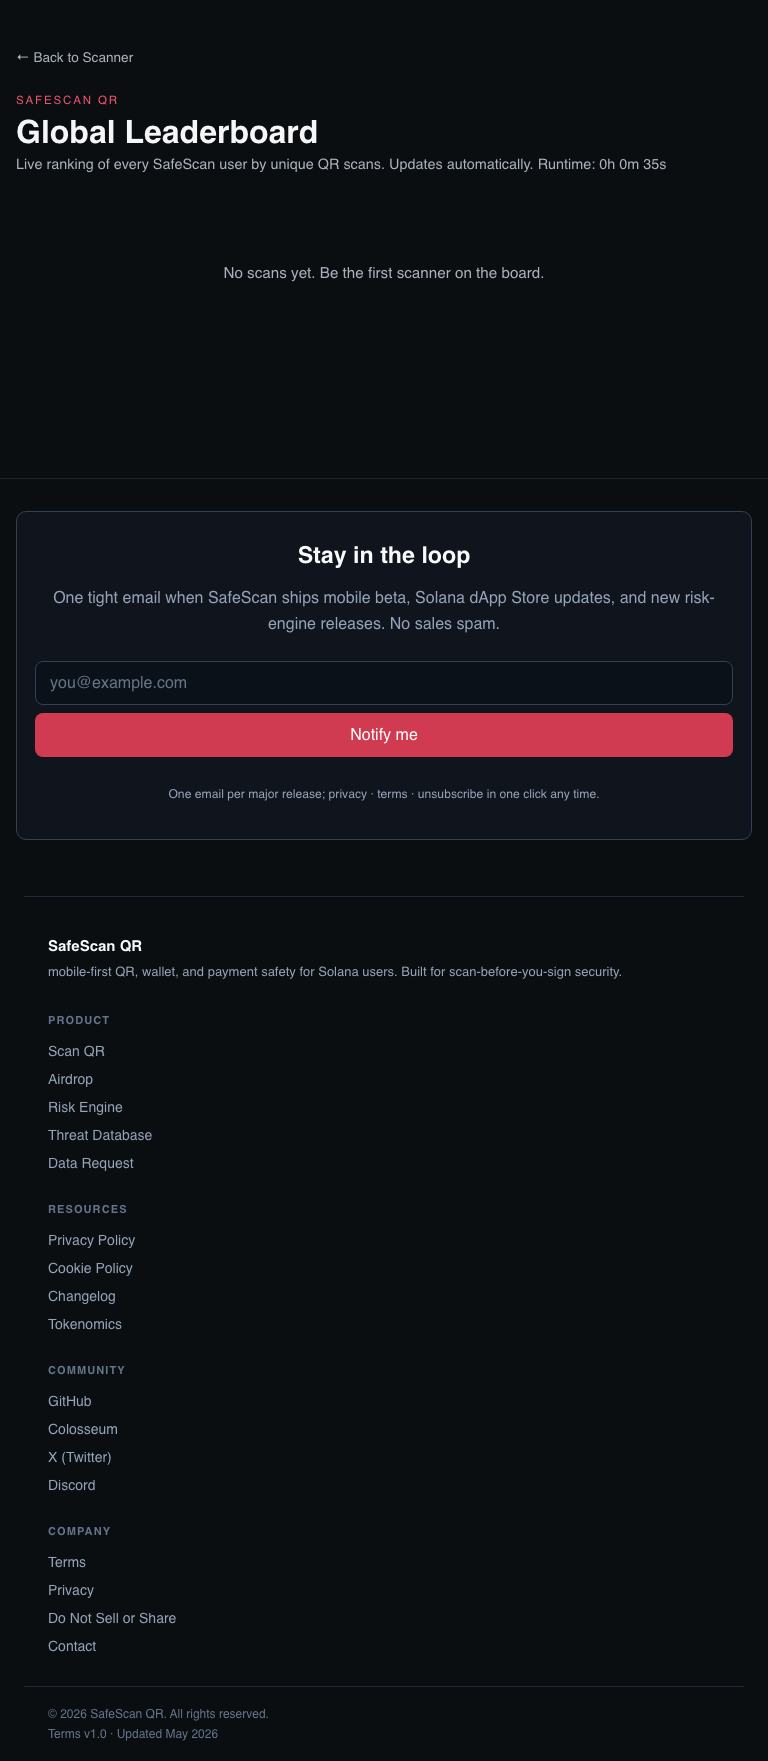 ← Back to Scanner
SAFESCAN QR
Global Leaderboard
Live ranking of every SafeScan user by unique QR scans. Updates automatically. Runtime: 0h 0m 35s
No scans yet. Be the first scanner on the board.
Stay in the loop
One tight email when SafeScan ships mobile beta, Solana dApp Store updates, and new risk-
engine releases. No sales spam.
you@example.com
Notify me
One email per major release; privacy · terms · unsubscribe in one click any time.
SafeScan QR
mobile-first QR, wallet, and payment safety for Solana users. Built for scan-before-you-sign security.
PRODUCT
Scan QR
Airdrop
Risk Engine
Threat Database
Data Request
RESOURCES
Privacy Policy
Cookie Policy
Changelog
Tokenomics
COMMUNITY
GitHub
Colosseum
X (Twitter)
Discord
COMPANY
Terms
Privacy
Do Not Sell or Share
Contact
© 2026 SafeScan QR. All rights reserved.
Terms v1.0 · Updated May 2026